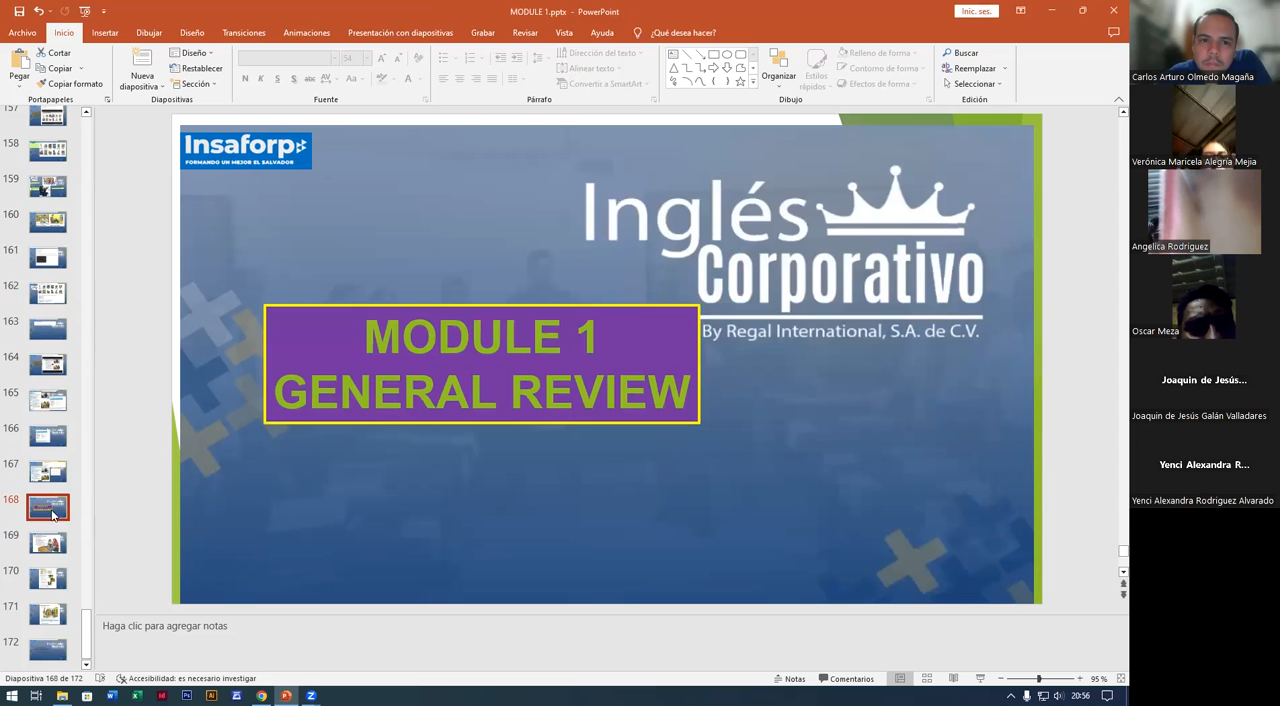 MODULE 1.pptx - PowerPoint
Inic. ses.
Archivo Inicio Insertar Dibujar Diseño Transiciones Animaciones Presentación con diapositivas Grabar Revisar Vista Ayuda ¿Qué desea hacer?
Pegar
Cortar
Copiar
Copiar formato
Portapapeles
Nueva diapositiva
Diseño
Restablecer
Sección
Diapositivas
54
N K S S abc AV Aa A
Fuente
Dirección del texto
Alinear texto
Convertir a SmartArt
Párrafo
Organizar
Estilos rápidos
Relleno de forma
Contorno de forma
Efectos de forma
Dibujo
Buscar
Reemplazar
Seleccionar
Edición
157
158
159
160
161
162
163
164
165
166
167
168
169
170
171
172
Insaforp
FORMANDO UN MEJOR EL SALVADOR
Inglés
Corporativo
By Regal International, S.A. de C.V.
MODULE 1
GENERAL REVIEW
Haga clic para agregar notas
Diapositiva 168 de 172
Accesibilidad: es necesario investigar
Notas
Comentarios
95 %
20:56
Carlos Arturo Olmedo Magaña
Verónica Maricela Alegria Mejia
Angelica Rodriguez
Oscar Meza
Joaquin de Jesús...
Joaquin de Jesús Galán Valladares
Yenci Alexandra R...
Yenci Alexandra Rodriguez Alvarado